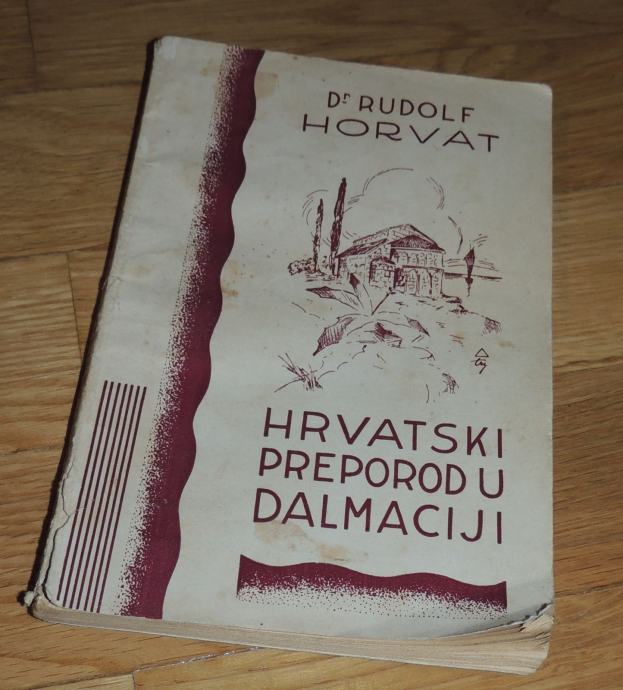 Dr RUDOLF
HORVAT
HRVATSKI
PREPOROD U
DALMACIJI